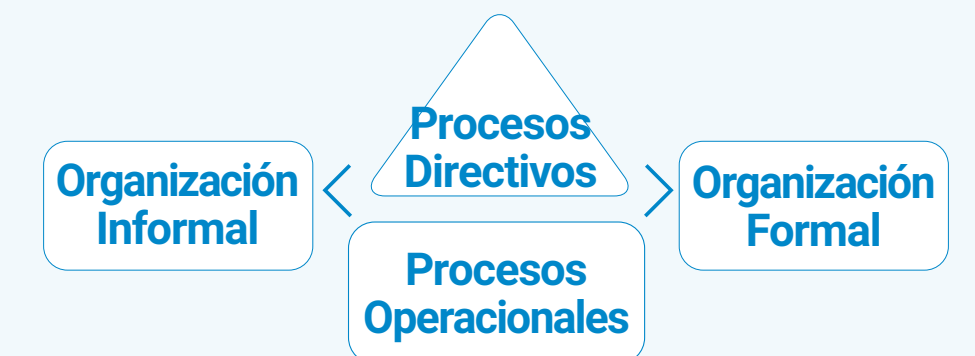 Procesos
Directivos
Organización
Informal
Organización
Formal
Procesos
Operacionales